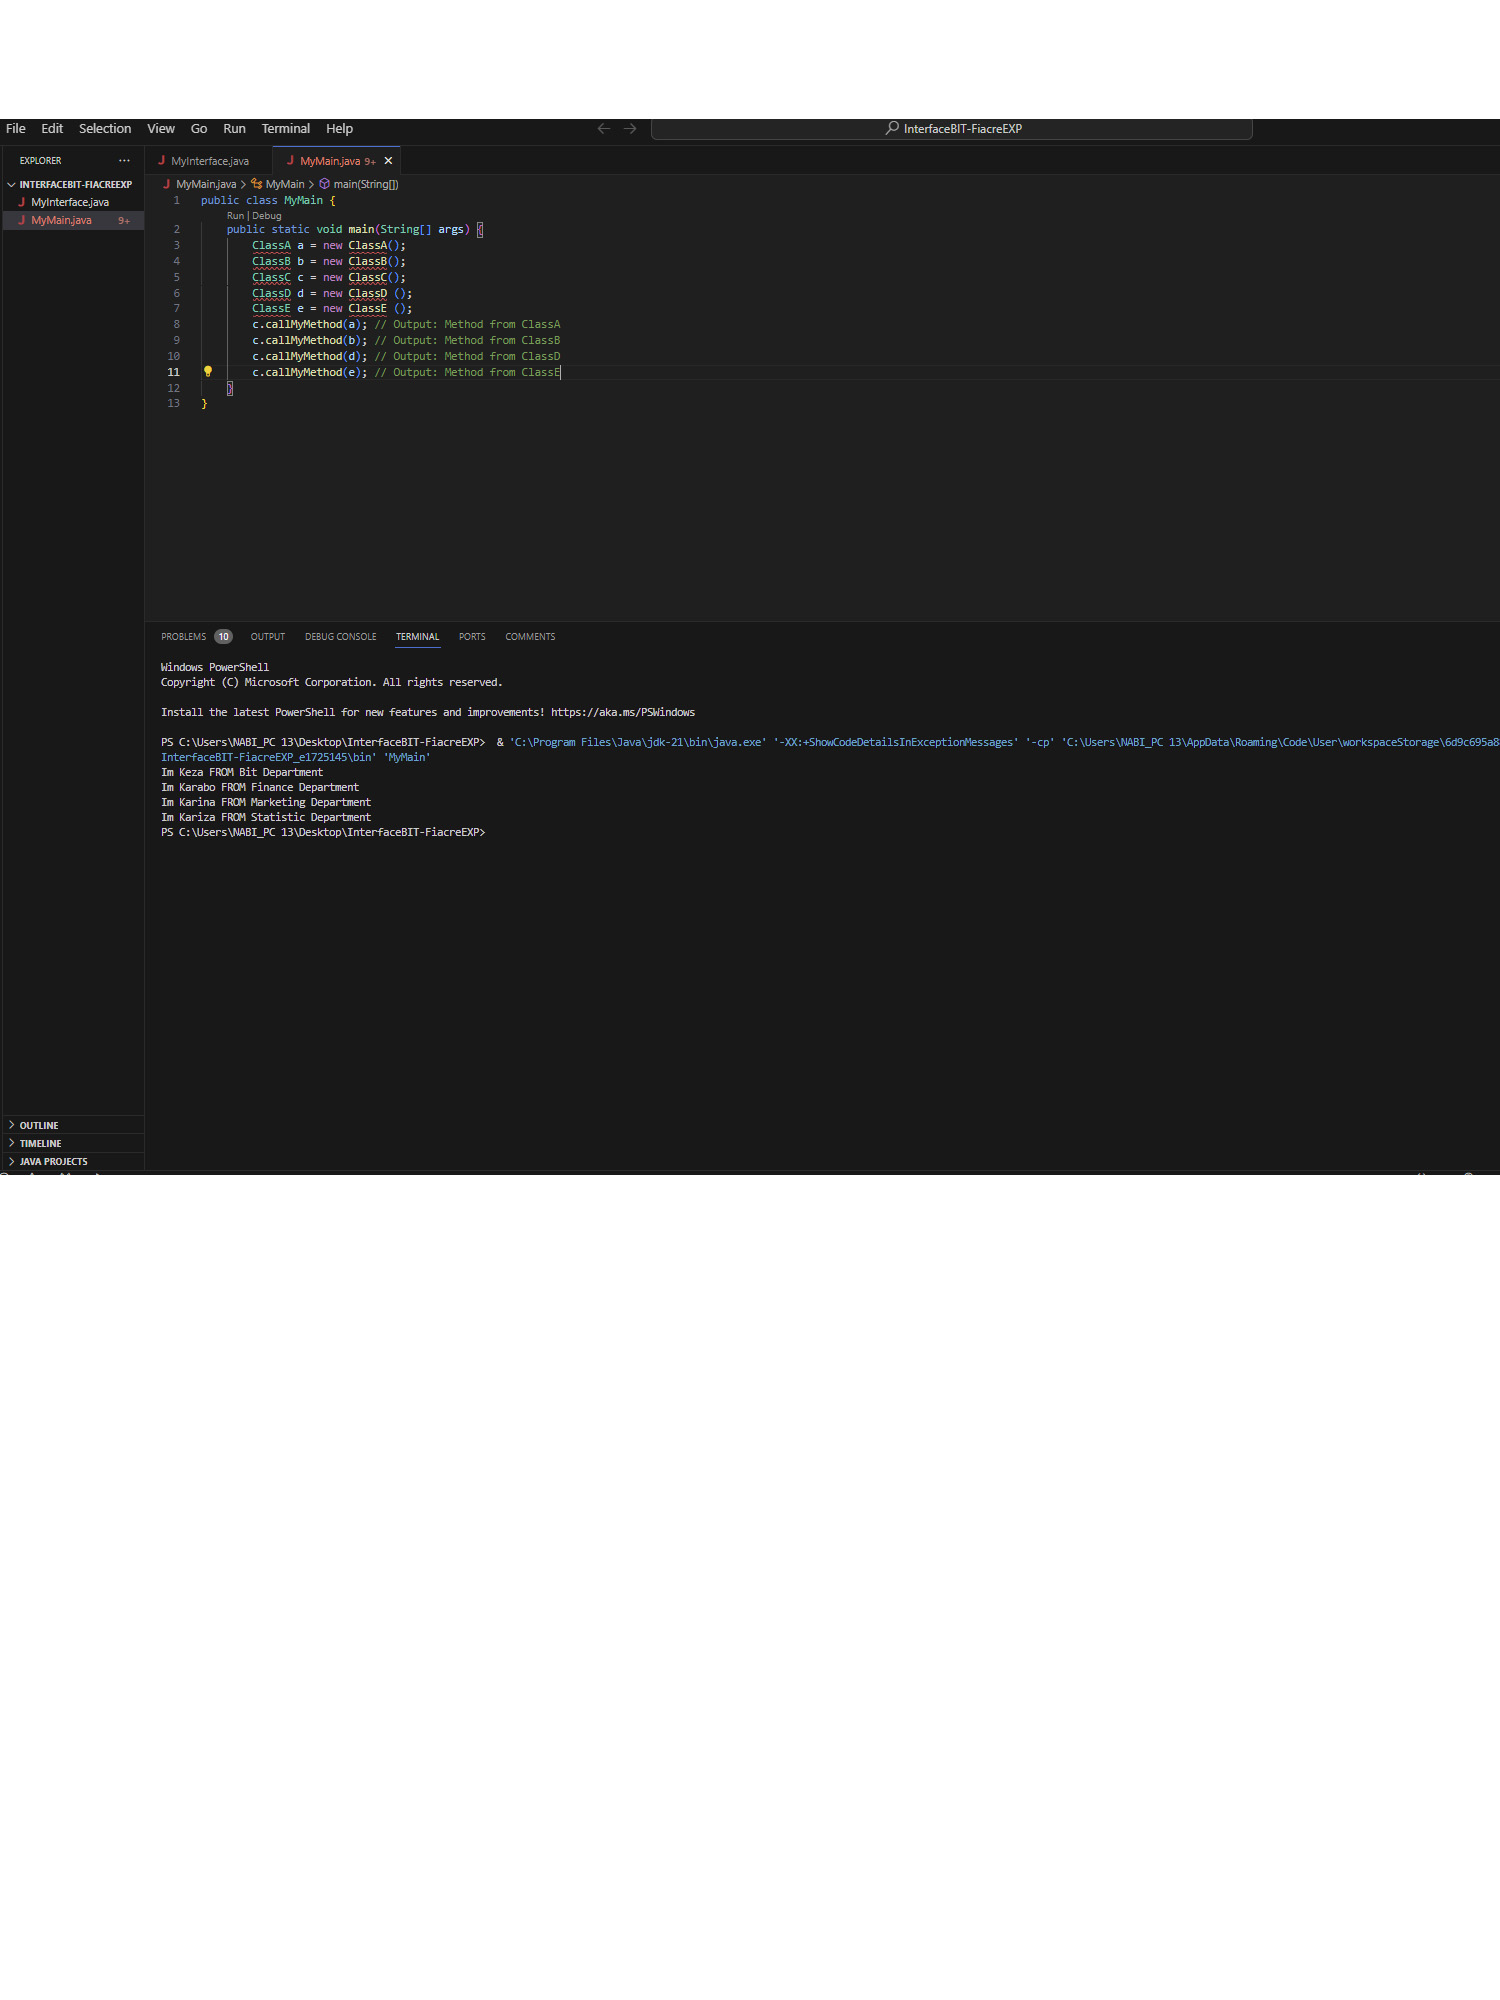 File Edit Selection View Go Run Terminal Help
InterfaceBIT-FiacreEXP
EXPLORER
INTERFACEBIT-FIACREEXP
MyInterface.java
MyMain.java 9+
MyInterface.java MyMain.java 9+
MyMain.java > MyMain > main(String[])
1 public class MyMain {
Run | Debug
2 public static void main(String[] args) {
3 ClassA a = new ClassA();
4 ClassB b = new ClassB();
5 ClassC c = new ClassC();
6 ClassD d = new ClassD ();
7 ClassE e = new ClassE ();
8 c.callMyMethod(a); // Output: Method from ClassA
9 c.callMyMethod(b); // Output: Method from ClassB
10 c.callMyMethod(d); // Output: Method from ClassD
11 c.callMyMethod(e); // Output: Method from ClassE
12 }
13 }
PROBLEMS 10 OUTPUT DEBUG CONSOLE TERMINAL PORTS COMMENTS
Windows PowerShell
Copyright (C) Microsoft Corporation. All rights reserved.
Install the latest PowerShell for new features and improvements! https://aka.ms/PSWindows
PS C:\Users\NABI_PC 13\Desktop\InterfaceBIT-FiacreEXP> & 'C:\Program Files\Java\jdk-21\bin\java.exe' '-XX:+ShowCodeDetailsInExceptionMessages' '-cp' 'C:\Users\NABI_PC 13\AppData\Roaming\Code\User\workspaceStorage\6d9c695a8
InterfaceBIT-FiacreEXP_e1725145\bin' 'MyMain'
Im Keza FROM Bit Department
Im Karabo FROM Finance Department
Im Karina FROM Marketing Department
Im Kariza FROM Statistic Department
PS C:\Users\NABI_PC 13\Desktop\InterfaceBIT-FiacreEXP>
OUTLINE
TIMELINE
JAVA PROJECTS